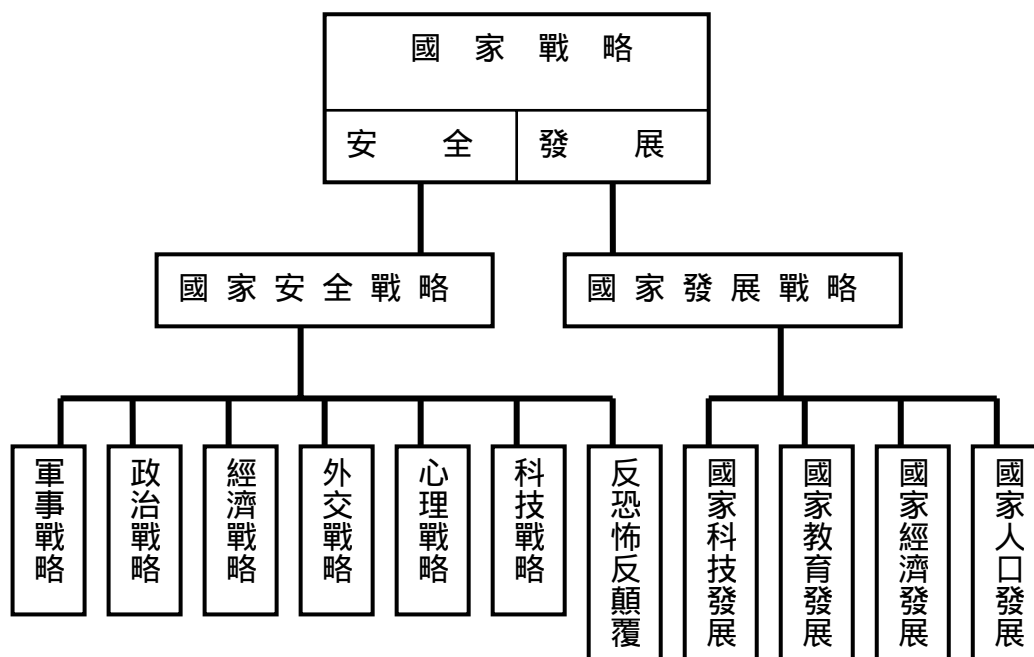 國家戰略
安全
發展
國家安全戰略
國家發展戰略
軍事戰略
政治戰略
經濟戰略
外交戰略
心理戰略
科技戰略
反恐怖反顛覆
國家科技發展
國家教育發展
國家經濟發展
國家人口發展